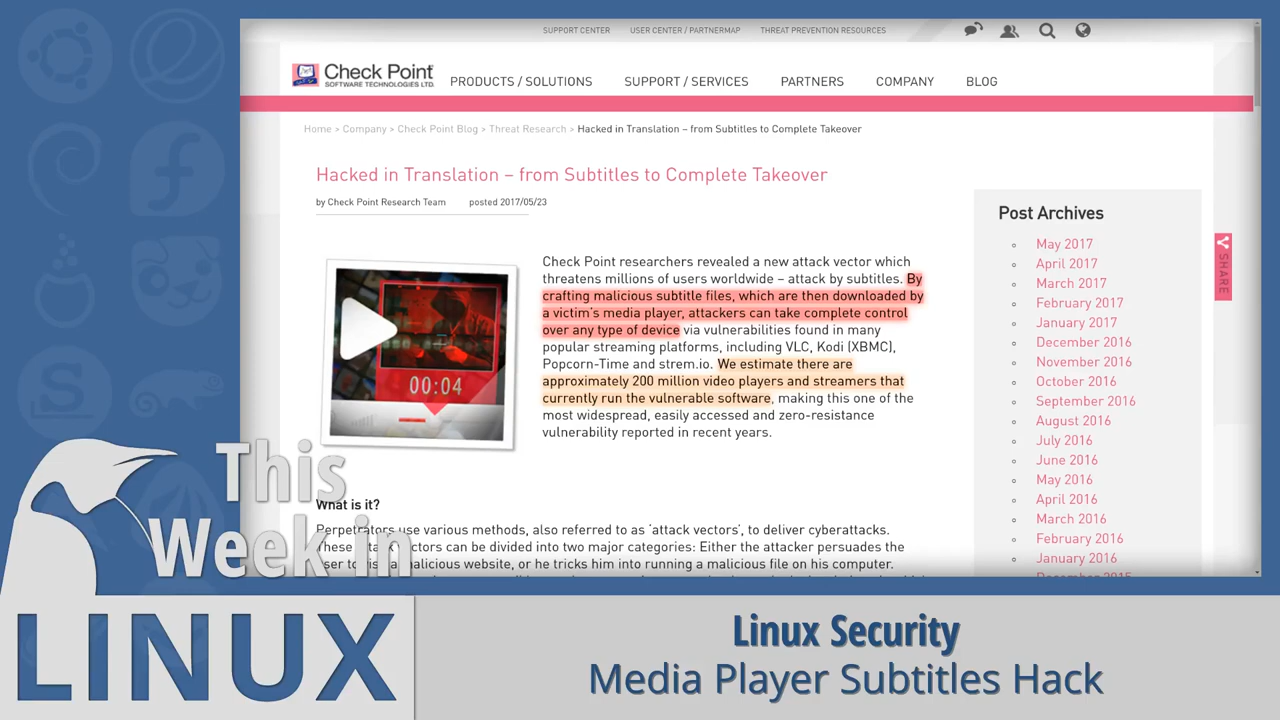 SUPPORT CENTER USER CENTER / PARTNERMAP THREAT PREVENTION RESOURCES
Check Point
SOFTWARE TECHNOLOGIES LTD.
PRODUCTS / SOLUTIONS SUPPORT / SERVICES PARTNERS COMPANY BLOG
Home > Company > Check Point Blog > Threat Research > Hacked in Translation – from Subtitles to Complete Takeover
Hacked in Translation – from Subtitles to Complete Takeover
by Check Point Research Team posted 2017/05/23
00:04
Check Point researchers revealed a new attack vector which
threatens millions of users worldwide – attack by subtitles. By
crafting malicious subtitle files, which are then downloaded by
a victim's media player, attackers can take complete control
over any type of device via vulnerabilities found in many
popular streaming platforms, including VLC, Kodi (XBMC),
Popcorn-Time and strem.io. We estimate there are
approximately 200 million video players and streamers that
currently run the vulnerable software, making this one of the
most widespread, easily accessed and zero-resistance
vulnerability reported in recent years.
What is it?
Perpetrators use various methods, also referred to as 'attack vectors', to deliver cyberattacks.
These attack vectors can be divided into two major categories: Either the attacker persuades the
user to visit a malicious website, or he tricks him into running a malicious file on his computer.
Post Archives
May 2017
April 2017
March 2017
February 2017
January 2017
December 2016
November 2016
October 2016
September 2016
August 2016
July 2016
June 2016
May 2016
April 2016
March 2016
February 2016
January 2016
December 2015
SHARE
This
Week in
LINUX
Linux Security
Media Player Subtitles Hack